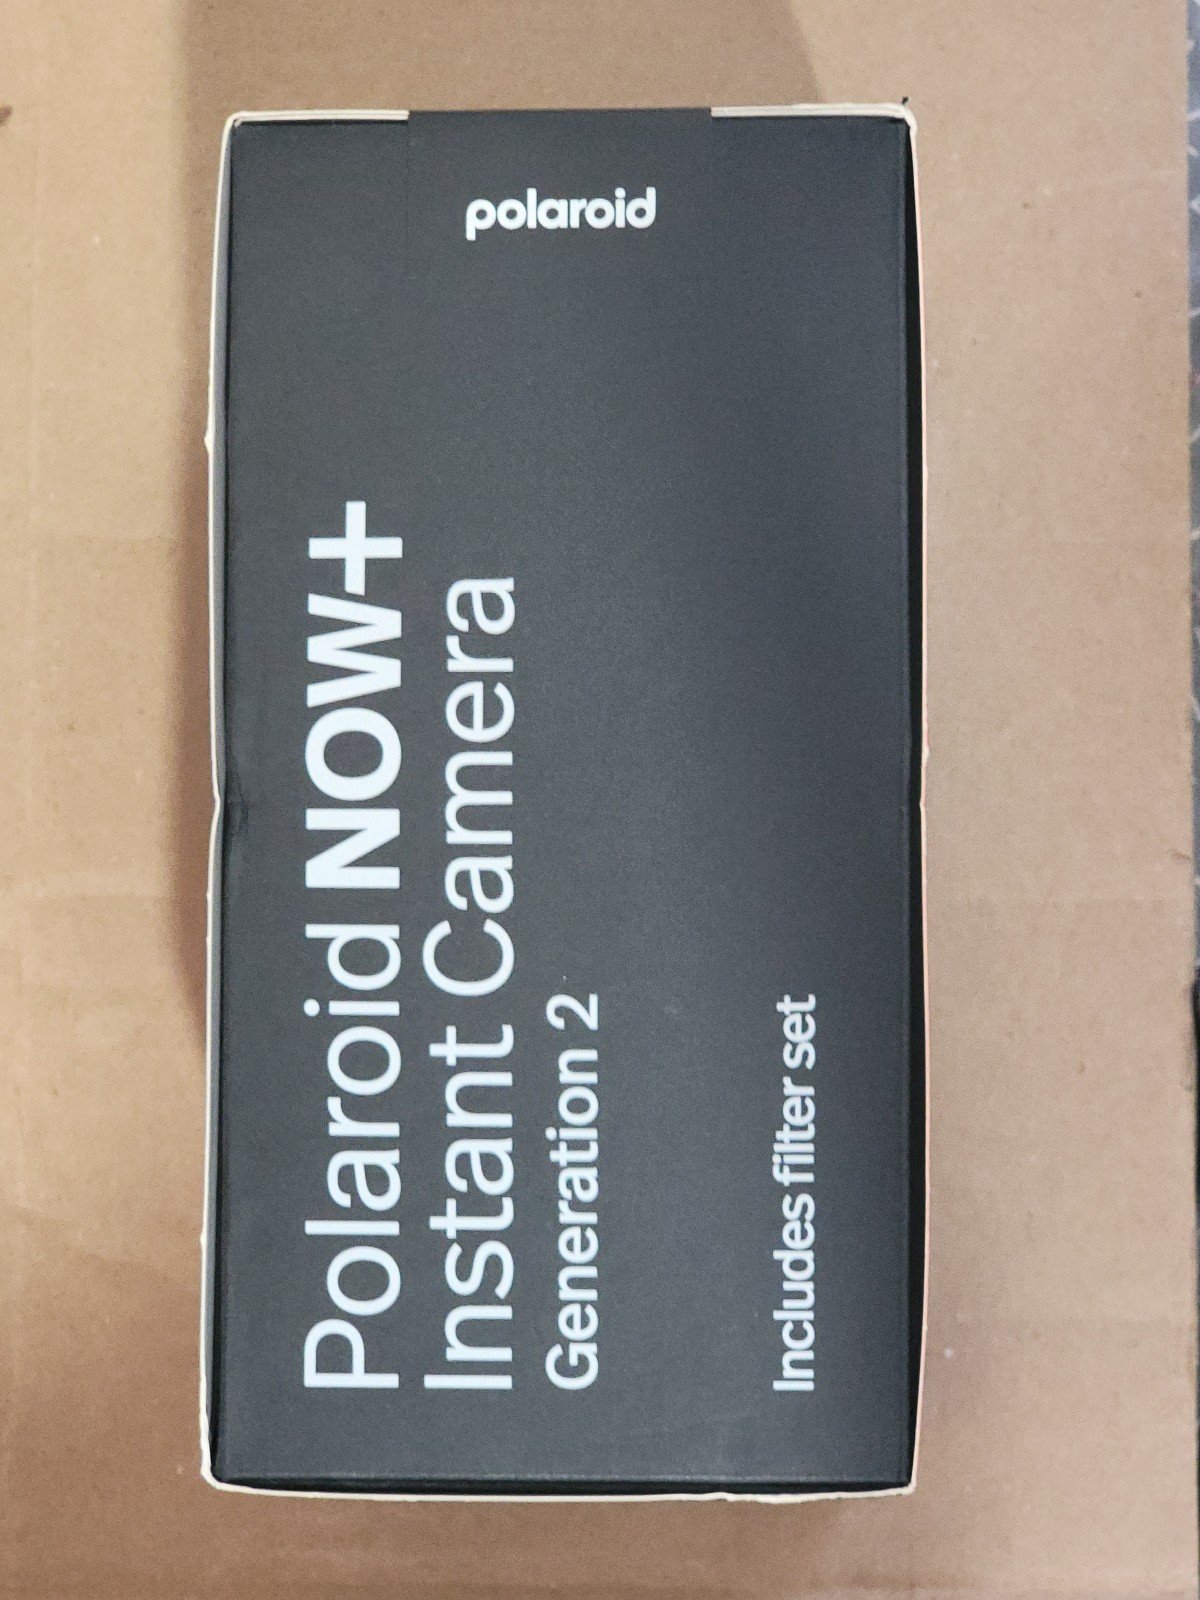 polaroid
Polaroid NOW+
Instant Camera
Generation 2
Includes filter set